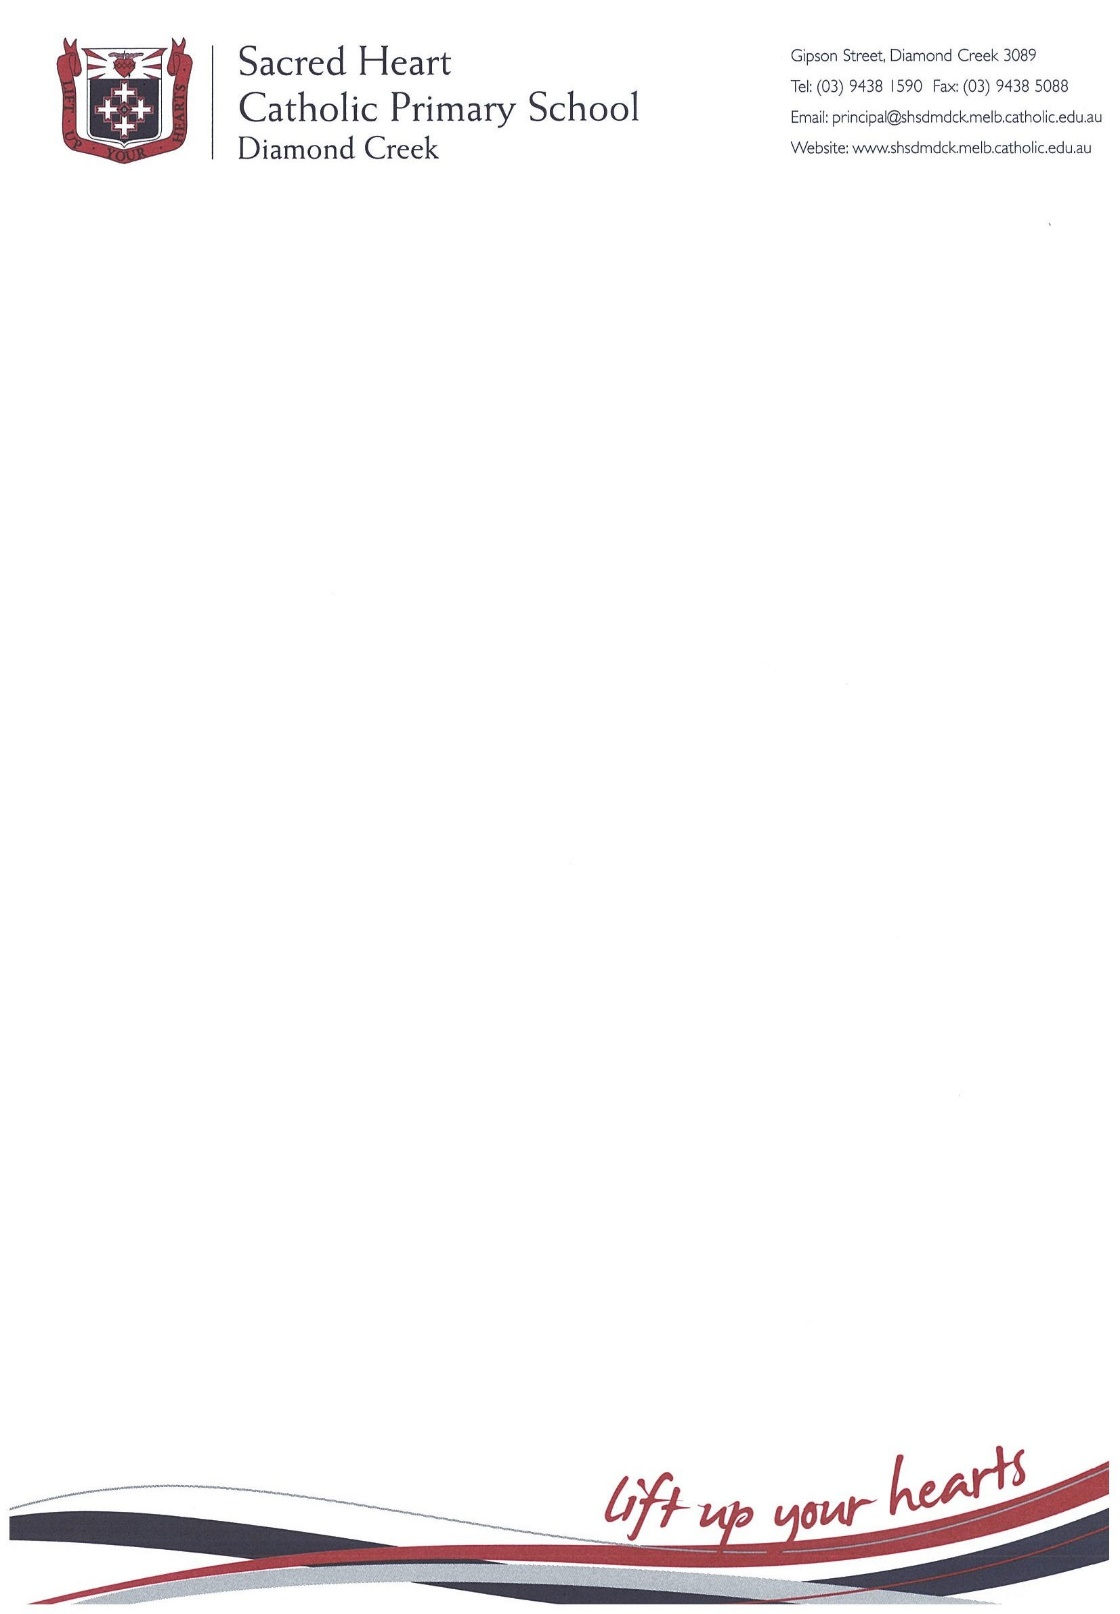 LIFT · UP · YOUR · HEARTS ·
Sacred Heart
Catholic Primary School
Diamond Creek
Gipson Street, Diamond Creek 3089
Tel: (03) 9438 1590 Fax: (03) 9438 5088
Email: principal@shsdmdck.melb.catholic.edu.au
Website: www.shsdmdck.melb.catholic.edu.au
lift up your hearts